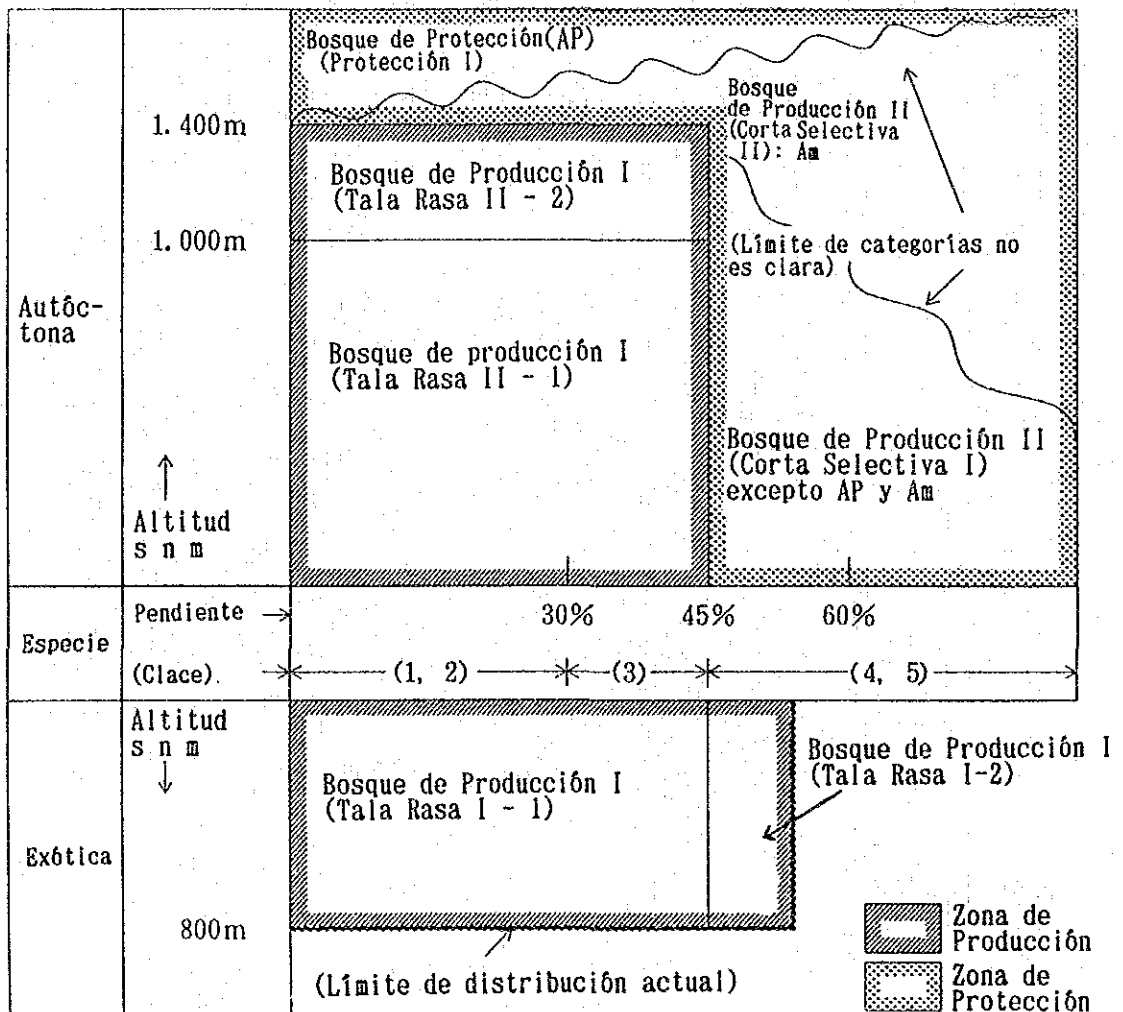 Bosque de Protección(AP)
(Protección I)
Bosque
de Producción II
(Corta Selectiva
II): Am
1.400m
Bosque de Producción I
(Tala Rasa II - 2)
1.000m
(Límite de categorías no
es clara)
Autóc-
tona
Bosque de producción I
(Tala Rasa II - 1)
Bosque de Producción II
(Corta Selectiva I)
excepto AP y Am
Altitud
s n m
Especie
Pendiente
30%
45%
60%
(Clace).
(1, 2)
(3)
(4, 5)
Altitud
s n m
Bosque de Producción I
(Tala Rasa I - 1)
Bosque de Producción I
(Tala Rasa I-2)
Exótica
800m
(Límite de distribución actual)
Zona de
Producción
Zona de
Protección